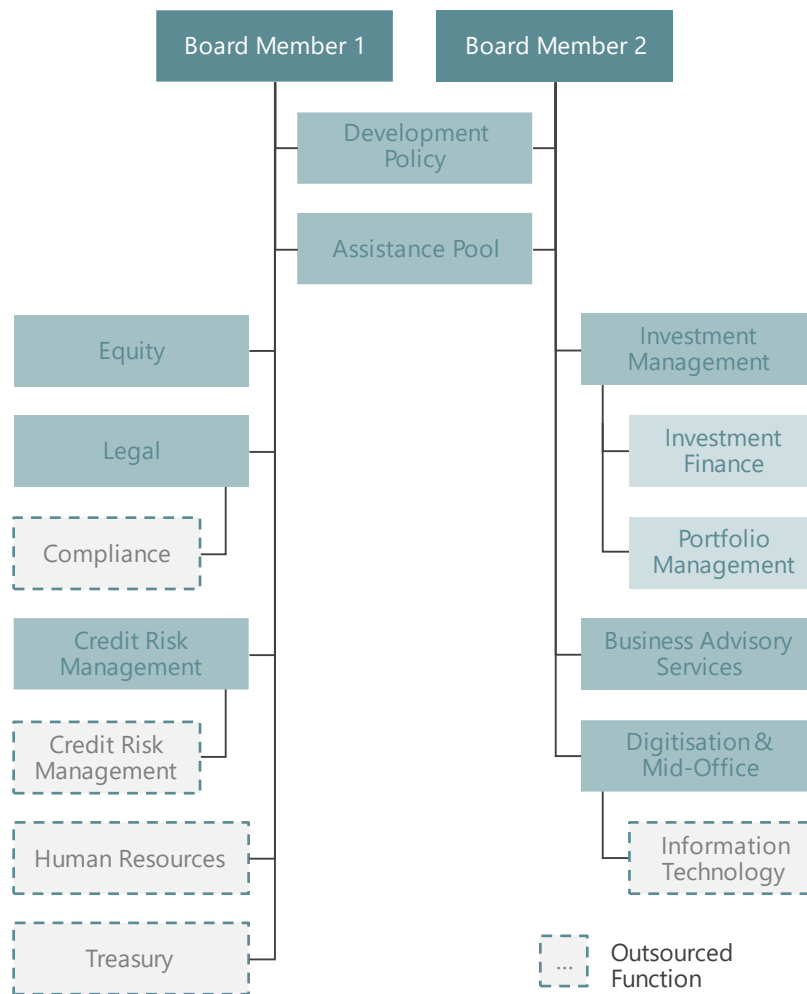 Board Member 1
Board Member 2
Development
Policy
Assistance Pool
Equity
Investment
Management
Legal
Investment
Finance
Compliance
Portfolio
Management
Credit Risk
Management
Business Advisory
Services
Credit Risk
Management
Digitisation &
Mid-Office
Human Resources
Information
Technology
Treasury
...
Outsourced
Function